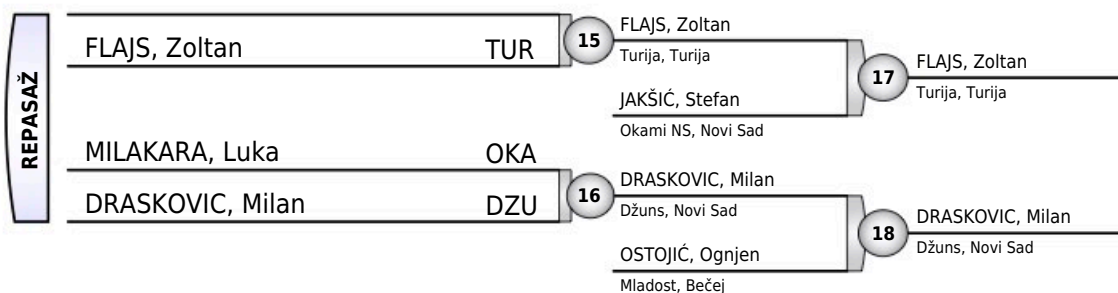 REPASAŽ
FLAJS, Zoltan TUR
15
FLAJS, Zoltan
Turija, Turija
JAKŠIĆ, Stefan
Okami NS, Novi Sad
17
FLAJS, Zoltan
Turija, Turija
MILAKARA, Luka OKA
DRASKOVIC, Milan DZU
16
DRASKOVIC, Milan
Džuns, Novi Sad
OSTOJIĆ, Ognjen
Mladost, Bečej
18
DRASKOVIC, Milan
Džuns, Novi Sad